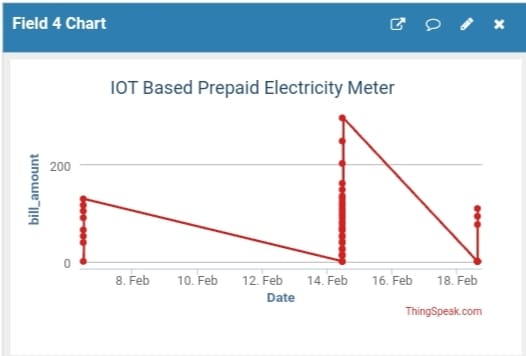 Field 4 Chart
IOT Based Prepaid Electricity Meter
bill_amount
200
0
8. Feb 10. Feb 12. Feb 14. Feb 16. Feb 18. Feb
Date
ThingSpeak.com